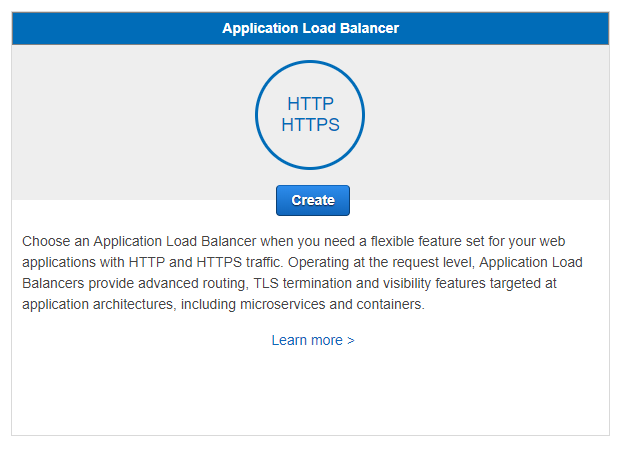 Application Load Balancer
HTTP
HTTPS
Create
Choose an Application Load Balancer when you need a flexible feature set for your web
applications with HTTP and HTTPS traffic. Operating at the request level, Application Load
Balancers provide advanced routing, TLS termination and visibility features targeted at
application architectures, including microservices and containers.
Learn more >